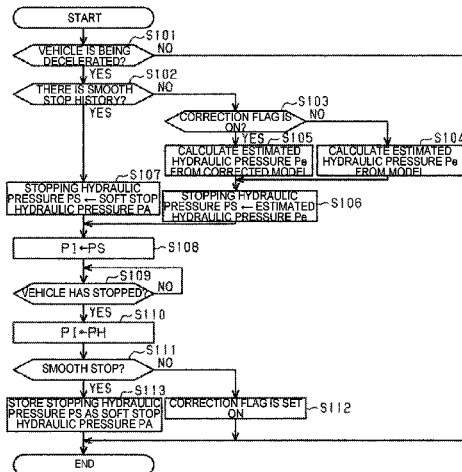 START
S101
VEHICLE IS BEING
DECELERATED?
NO
YES
S102
THERE IS SMOOTH
STOP HISTORY?
NO
YES
S103
CORRECTION FLAG IS
ON?
NO
YES
S105
CALCULATE ESTIMATED
HYDRAULIC PRESSURE Pe
FROM CORRECTED MODEL
S104
CALCULATE ESTIMATED
HYDRAULIC PRESSURE Pe
FROM MODEL
S107
STOPPING HYDRAULIC
PRESSURE PS ← SOFT STOP
HYDRAULIC PRESSURE PA
STOPPING HYDRAULIC
PRESSURE PS ← ESTIMATED
HYDRAULIC PRESSURE Pe
S106
PI←PS
S108
S109
VEHICLE HAS STOPPED?
NO
YES
S110
PI←PH
S111
SMOOTH STOP?
NO
YES
S113
STORE STOPPING HYDRAULIC
PRESSURE PS AS SOFT STOP
HYDRAULIC PRESSURE PA
CORRECTION FLAG IS SET
ON
S112
END